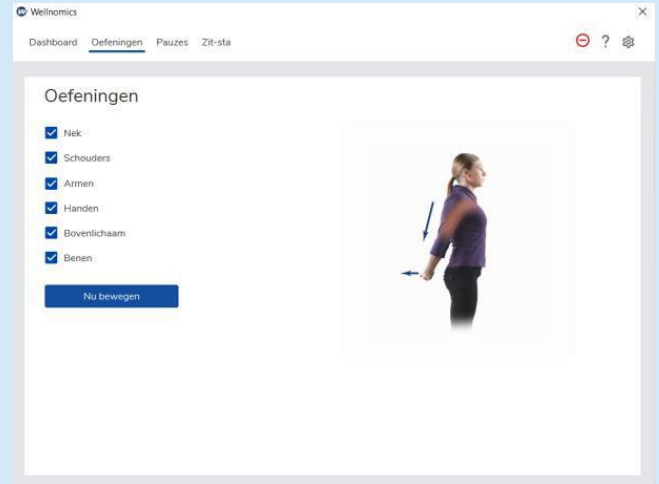 Wellnomics
Dashboard Oefeningen Pauzes Zit-sta
?
Oefeningen
Nek
Schouders
Armen
Handen
Bovenlichaam
Benen
Nu bewegen